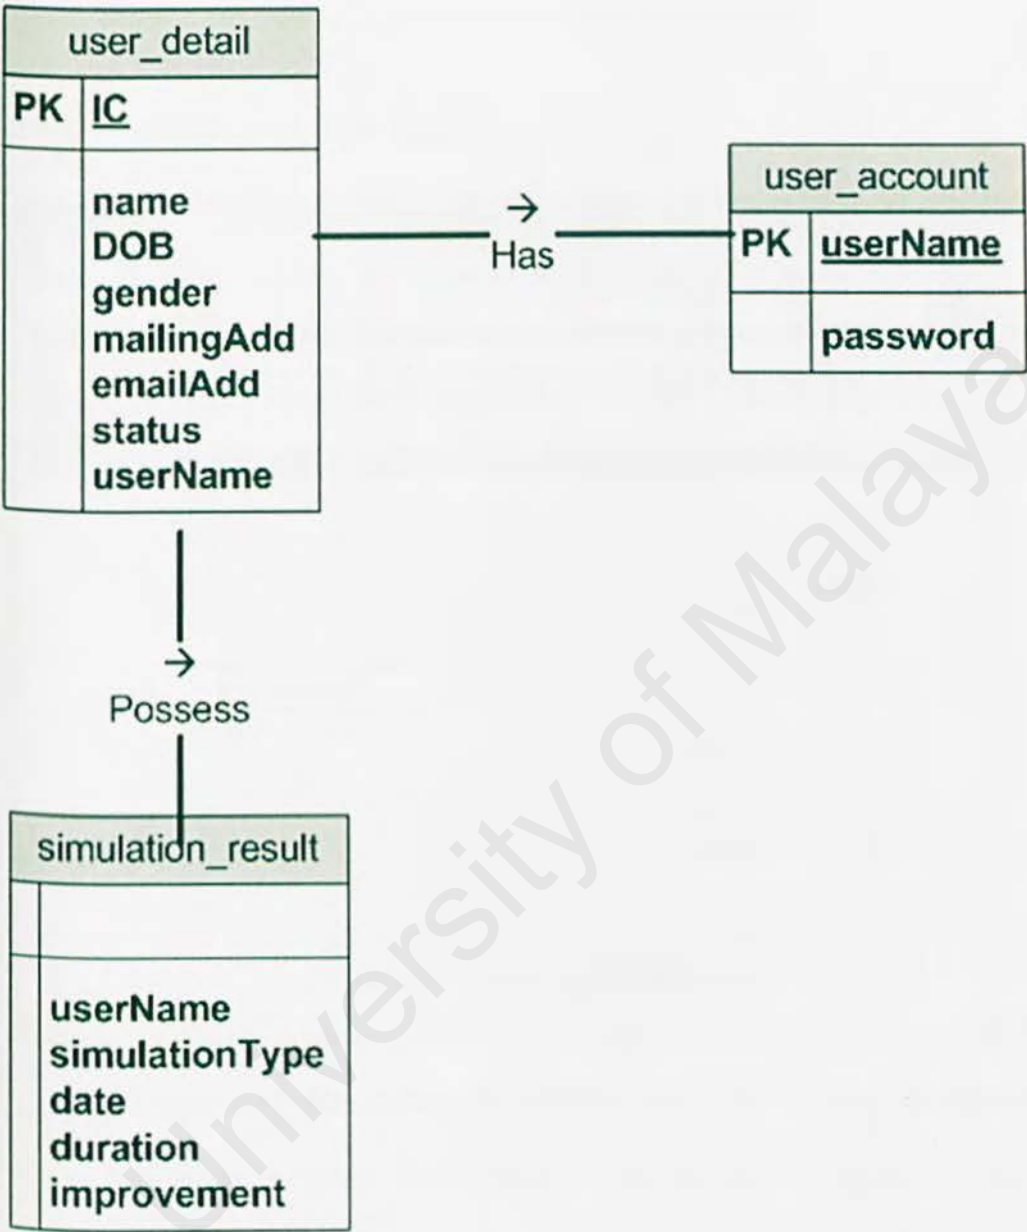 user_detail
PK IC
name
DOB
gender
mailingAdd
emailAdd
status
userName
→
Has
user_account
PK userName
password
→
Possess
simulation_result
userName
simulationType
date
duration
improvement
University of Malaya